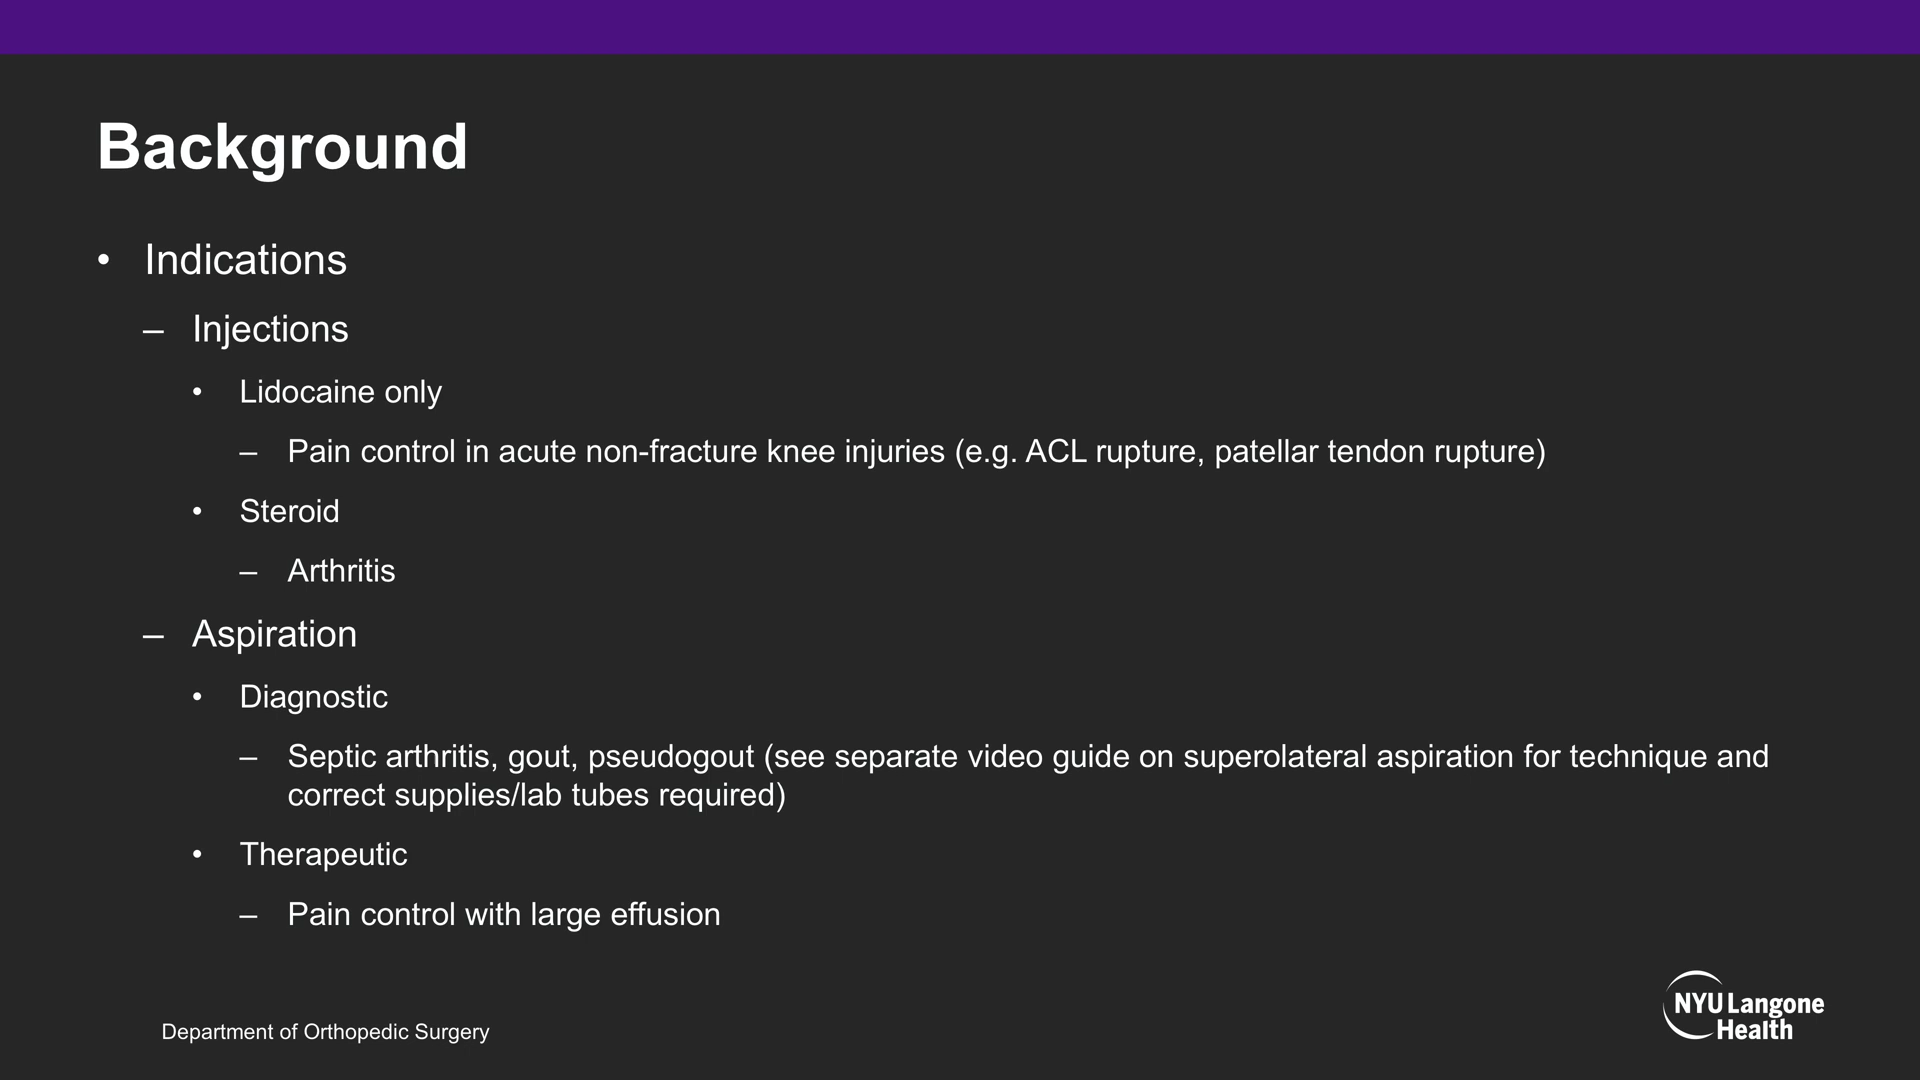 Background
• Indications
– Injections
• Lidocaine only
– Pain control in acute non-fracture knee injuries (e.g. ACL rupture, patellar tendon rupture)
• Steroid
– Arthritis
– Aspiration
• Diagnostic
– Septic arthritis, gout, pseudogout (see separate video guide on superolateral aspiration for technique and
correct supplies/lab tubes required)
• Therapeutic
– Pain control with large effusion
Department of Orthopedic Surgery
NYU Langone
Health